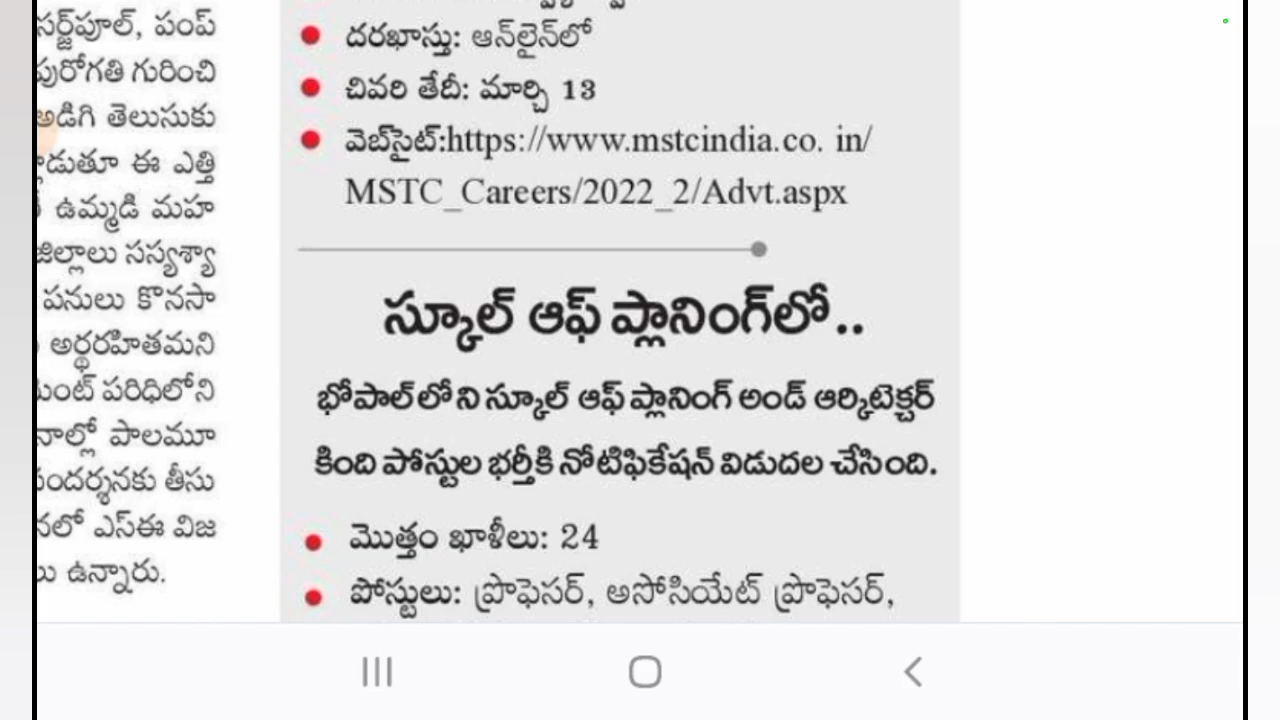 సర్జ్‌పూల్, పంప్
పురోగతి గురించి
అడిగి తెలుసుకు
ఈ ఎత్తి
ఉమ్మడి మహ
జిల్లాలు సస్యశ్యా
పనులు కొనసా
అర్థరహితమని
పరిధిలోని
పాలమూ
సందర్శనకు తీసు
ఎస్ఈ విజ
ఉన్నారు.
దరఖాస్తు: ఆన్‌లైన్‌లో
చివరి తేదీ: మార్చి 13
వెబ్‌సైట్:https://www.mstcindia.co. in/
MSTC_Careers/2022_2/Advt.aspx
స్కూల్ ఆఫ్ ప్లానింగ్‌లో..
భోపాల్‌లోని స్కూల్ ఆఫ్ ప్లానింగ్ అండ్ ఆర్కిటెక్చర్
కింది పోస్టుల భర్తీకి నోటిఫికేషన్ విడుదల చేసింది.
మొత్తం ఖాళీలు: 24
పోస్టులు: ప్రొఫెసర్, అసోసియేట్ ప్రొఫెసర్,